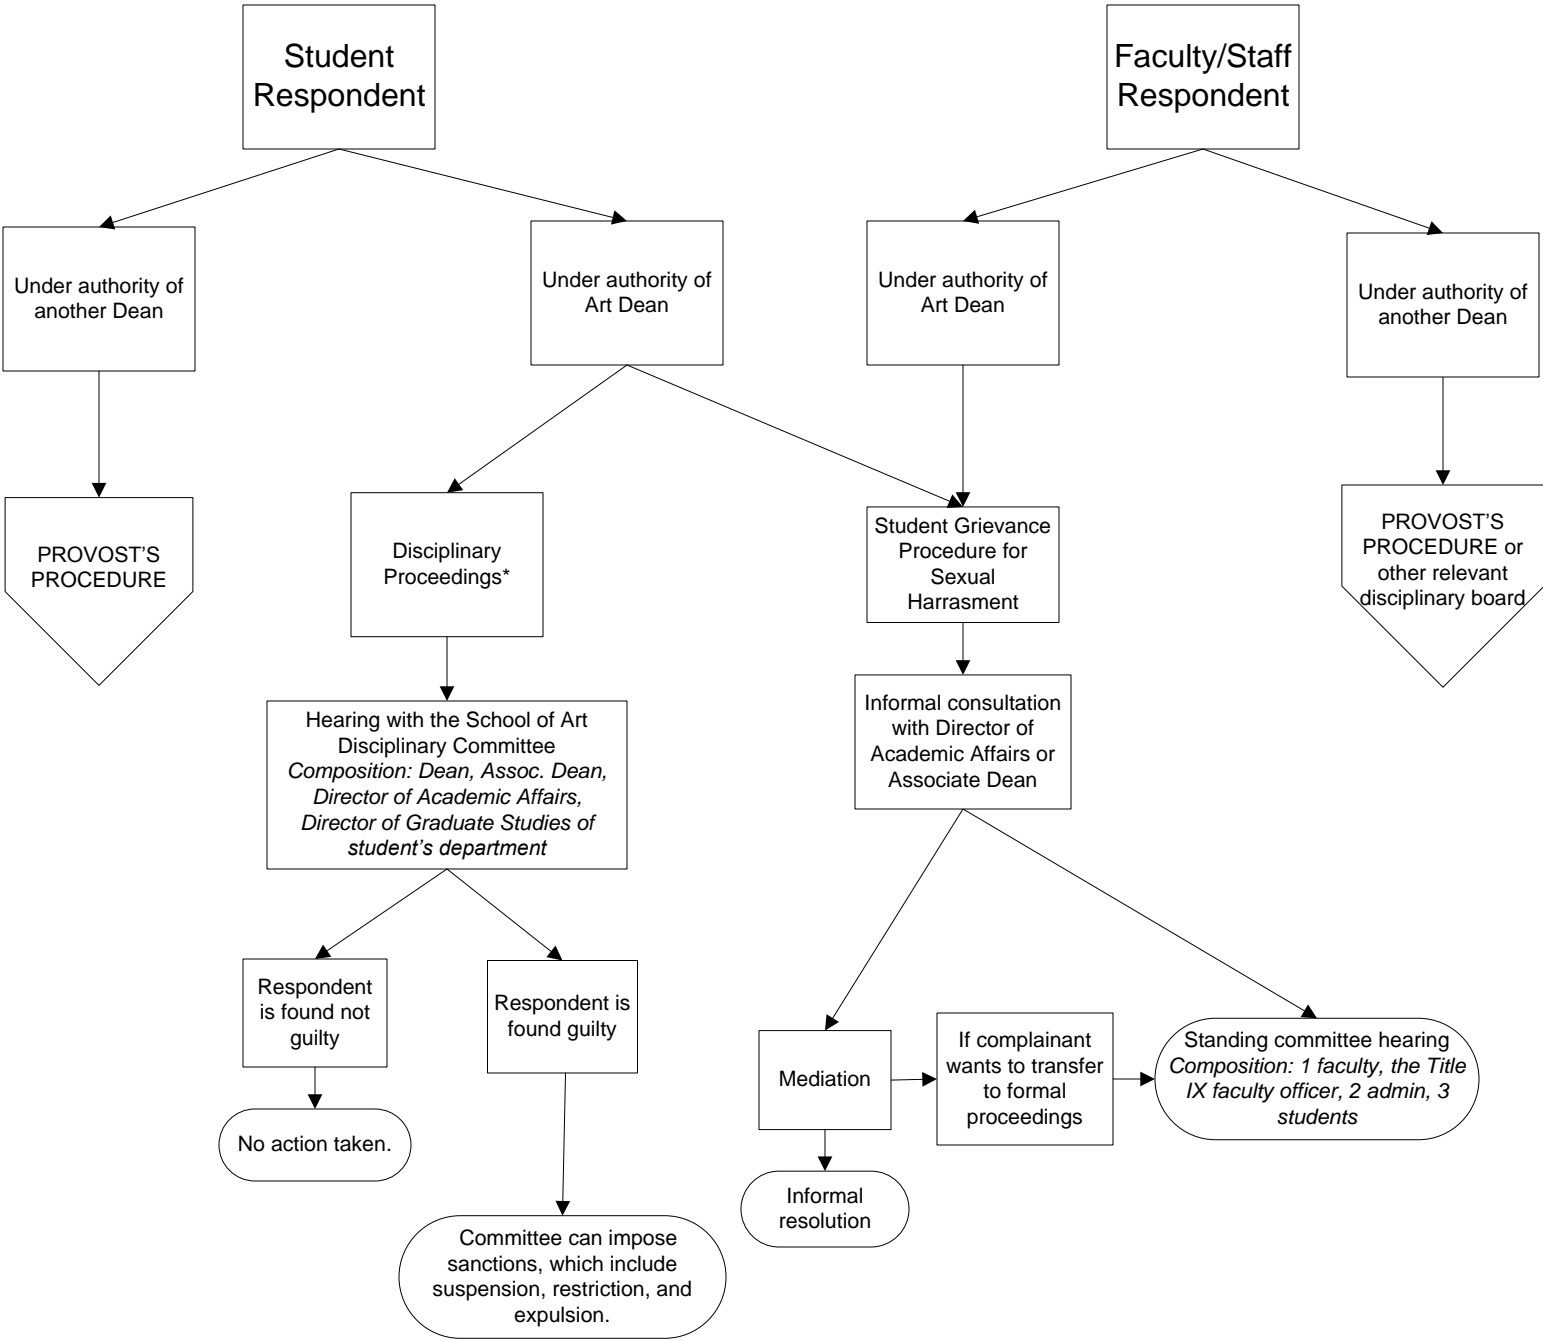 Student
Respondent
Faculty/Staff
Respondent
Under authority of
another Dean
Under authority of
Art Dean
Under authority of
Art Dean
Under authority of
another Dean
PROVOST'S
PROCEDURE
Disciplinary
Proceedings*
Student Grievance
Procedure for
Sexual
Harrasment
PROVOST'S
PROCEDURE or
other relevant
disciplinary board
Hearing with the School of Art
Disciplinary Committee
Composition: Dean, Assoc. Dean,
Director of Academic Affairs,
Director of Graduate Studies of
student's department
Informal consultation
with Director of
Academic Affairs or
Associate Dean
Respondent
is found not
guilty
Respondent is
found guilty
Mediation
If complainant
wants to transfer
to formal
proceedings
Standing committee hearing
Composition: 1 faculty, the Title
IX faculty officer, 2 admin, 3
students
No action taken.
Informal
resolution
Committee can impose
sanctions, which include
suspension, restriction, and
expulsion.